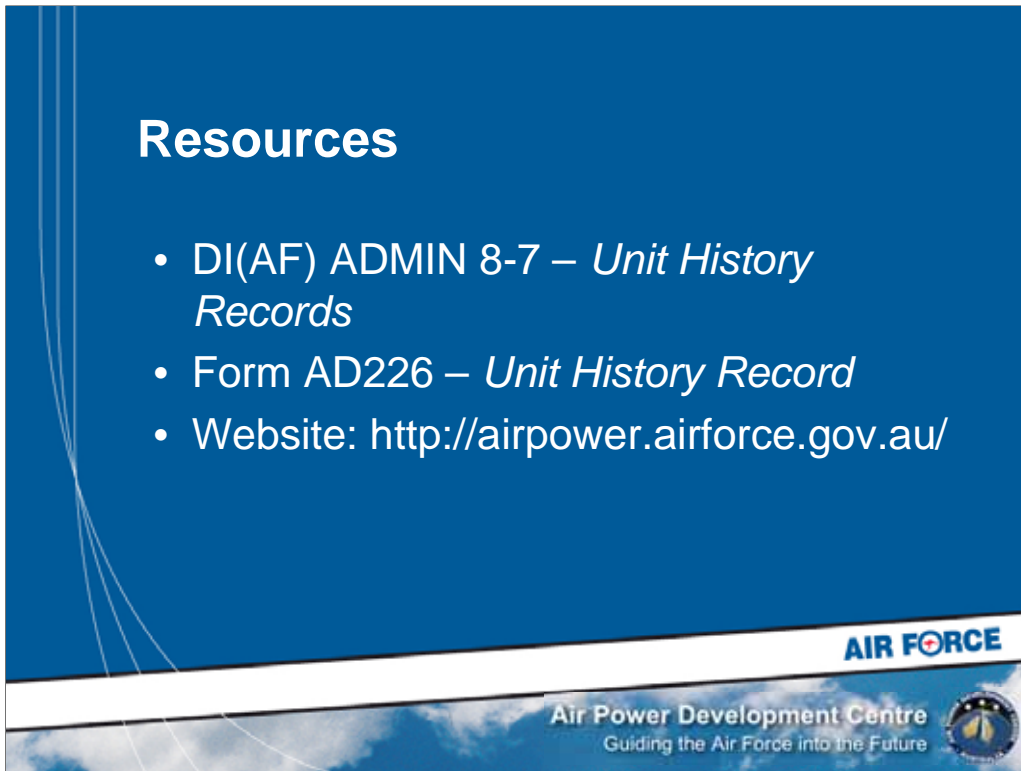 Resources
• DI(AF) ADMIN 8-7 – Unit History
Records
• Form AD226 – Unit History Record
• Website: http://airpower.airforce.gov.au/
AIR FORCE
Air Power Development Centre
Guiding the Air Force into the Future